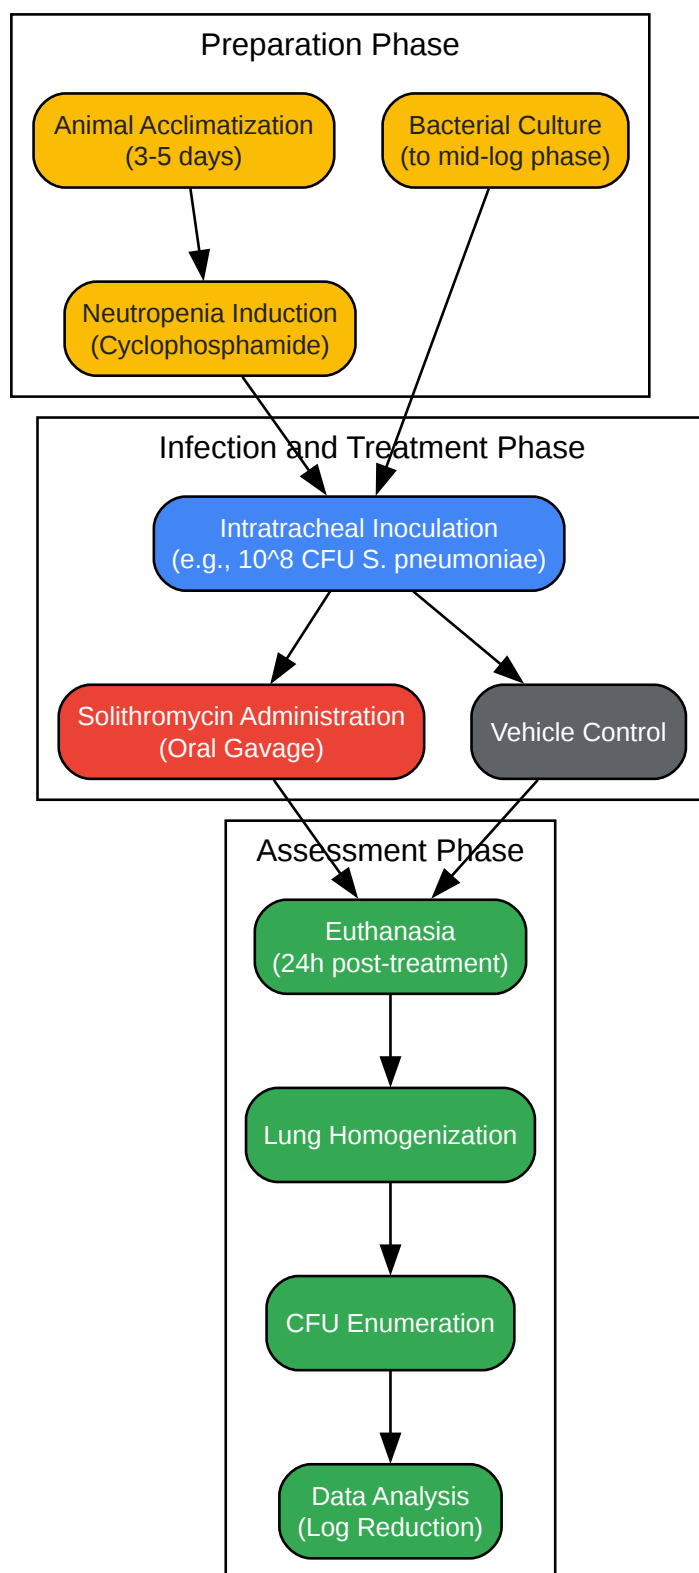 Preparation Phase
Animal Acclimatization
(3-5 days)
Bacterial Culture
(to mid-log phase)
Neutropenia Induction
(Cyclophosphamide)
Infection and Treatment Phase
Intratracheal Inoculation
(e.g., 10^8 CFU S. pneumoniae)
Solithromycin Administration
(Oral Gavage)
Vehicle Control
Assessment Phase
Euthanasia
(24h post-treatment)
Lung Homogenization
CFU Enumeration
Data Analysis
(Log Reduction)